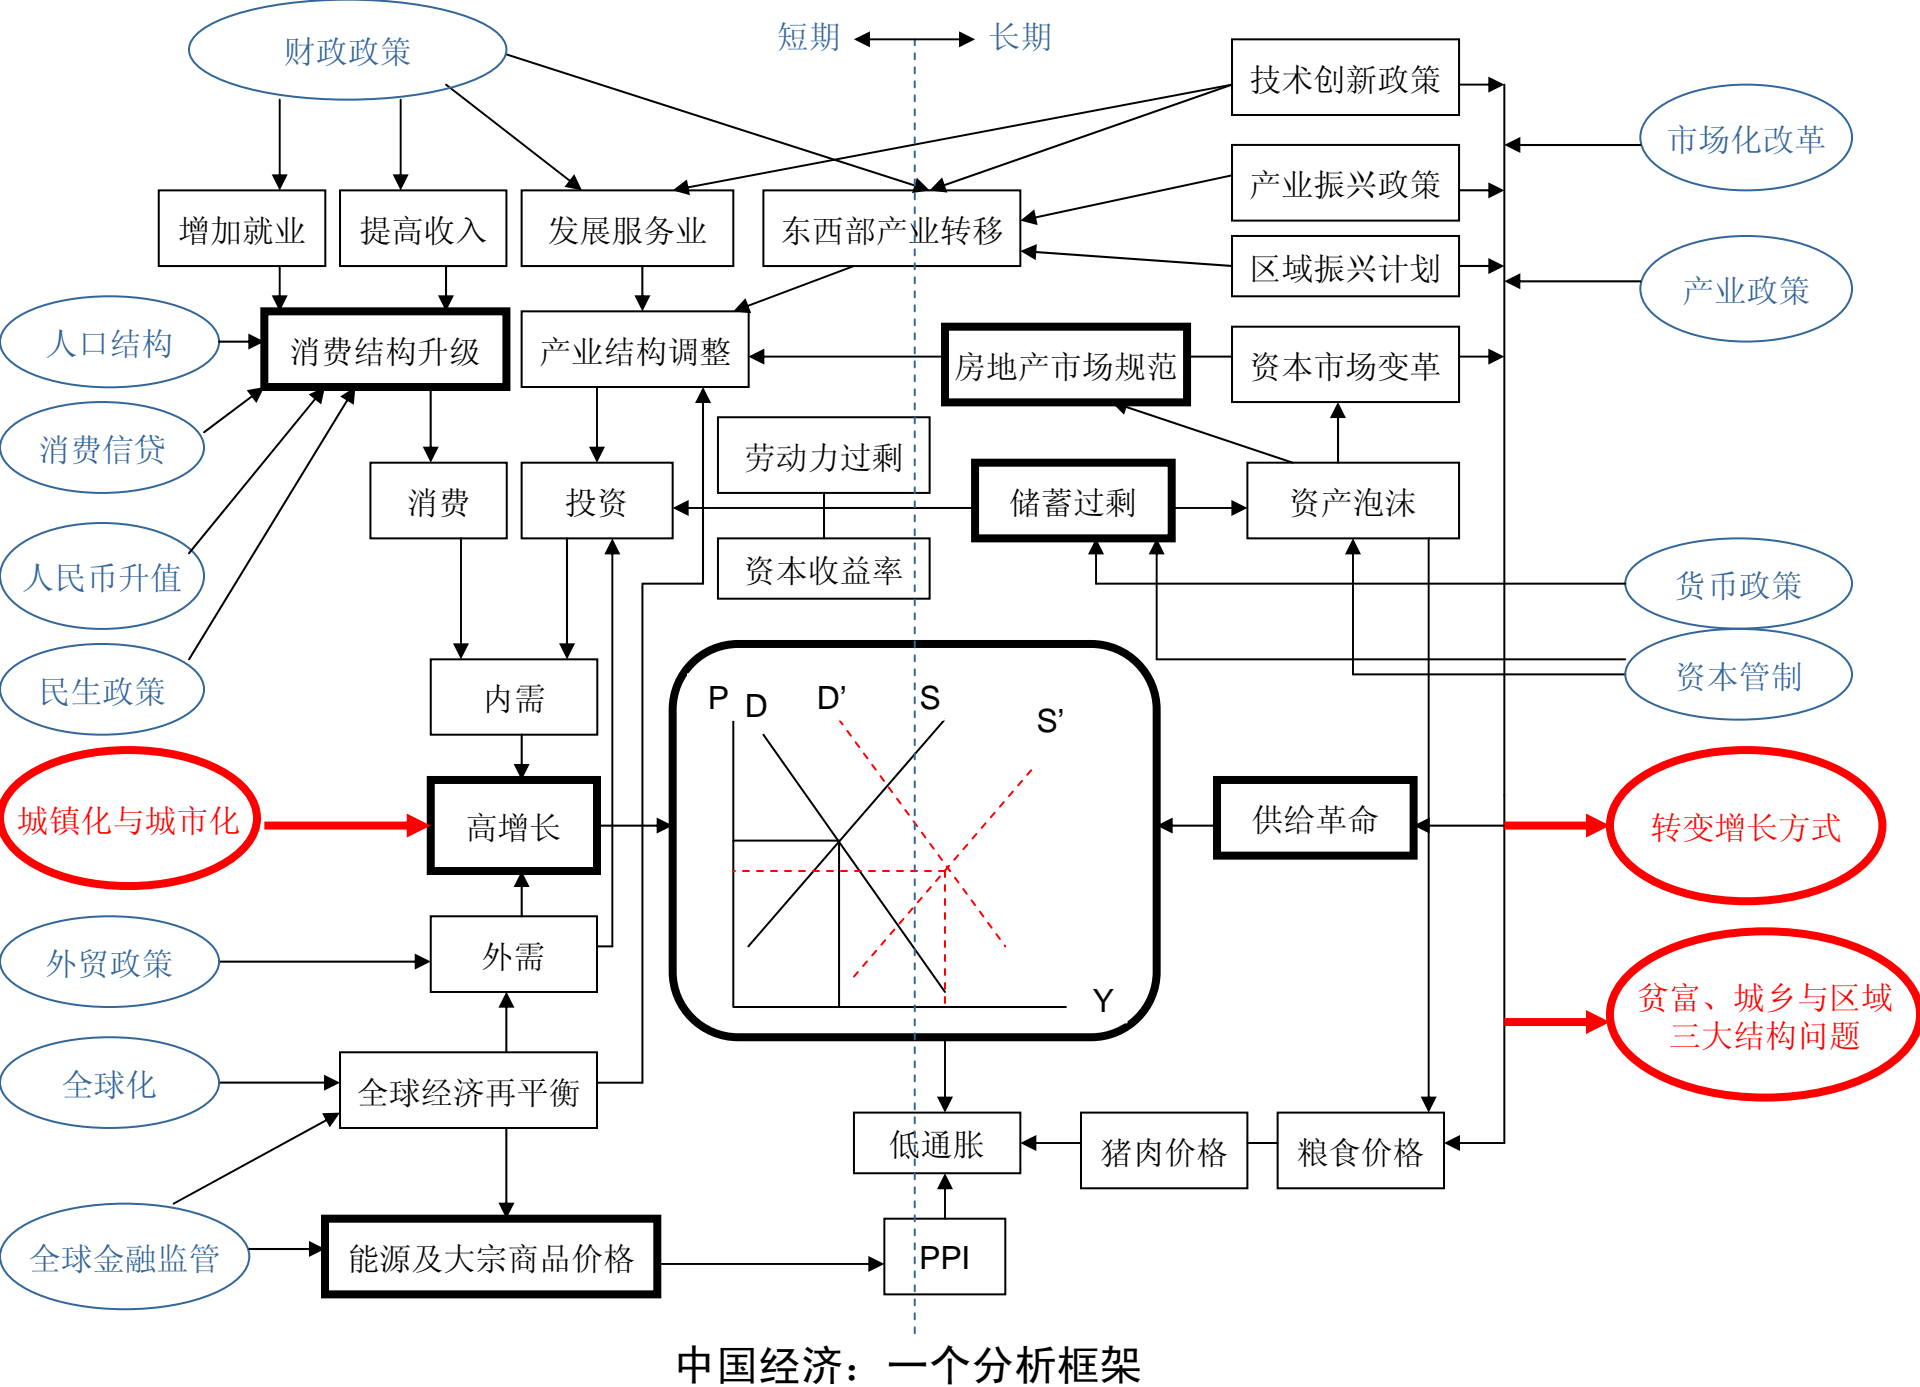 财政政策
短期
长期
技术创新政策
市场化改革
产业振兴政策
增加就业
提高收入
发展服务业
东西部产业转移
区域振兴计划
产业政策
人口结构
消费结构升级
产业结构调整
房地产市场规范
资本市场变革
消费信贷
劳动力过剩
消费
投资
储蓄过剩
资产泡沫
人民币升值
资本收益率
货币政策
民生政策
内需
资本管制
P
D
D’
S
S’
城镇化与城市化
高增长
供给革命
转变增长方式
外贸政策
外需
Y
贫富、城乡与区域
三大结构问题
全球化
全球经济再平衡
低通胀
猪肉价格
粮食价格
全球金融监管
能源及大宗商品价格
PPI
中国经济：一个分析框架